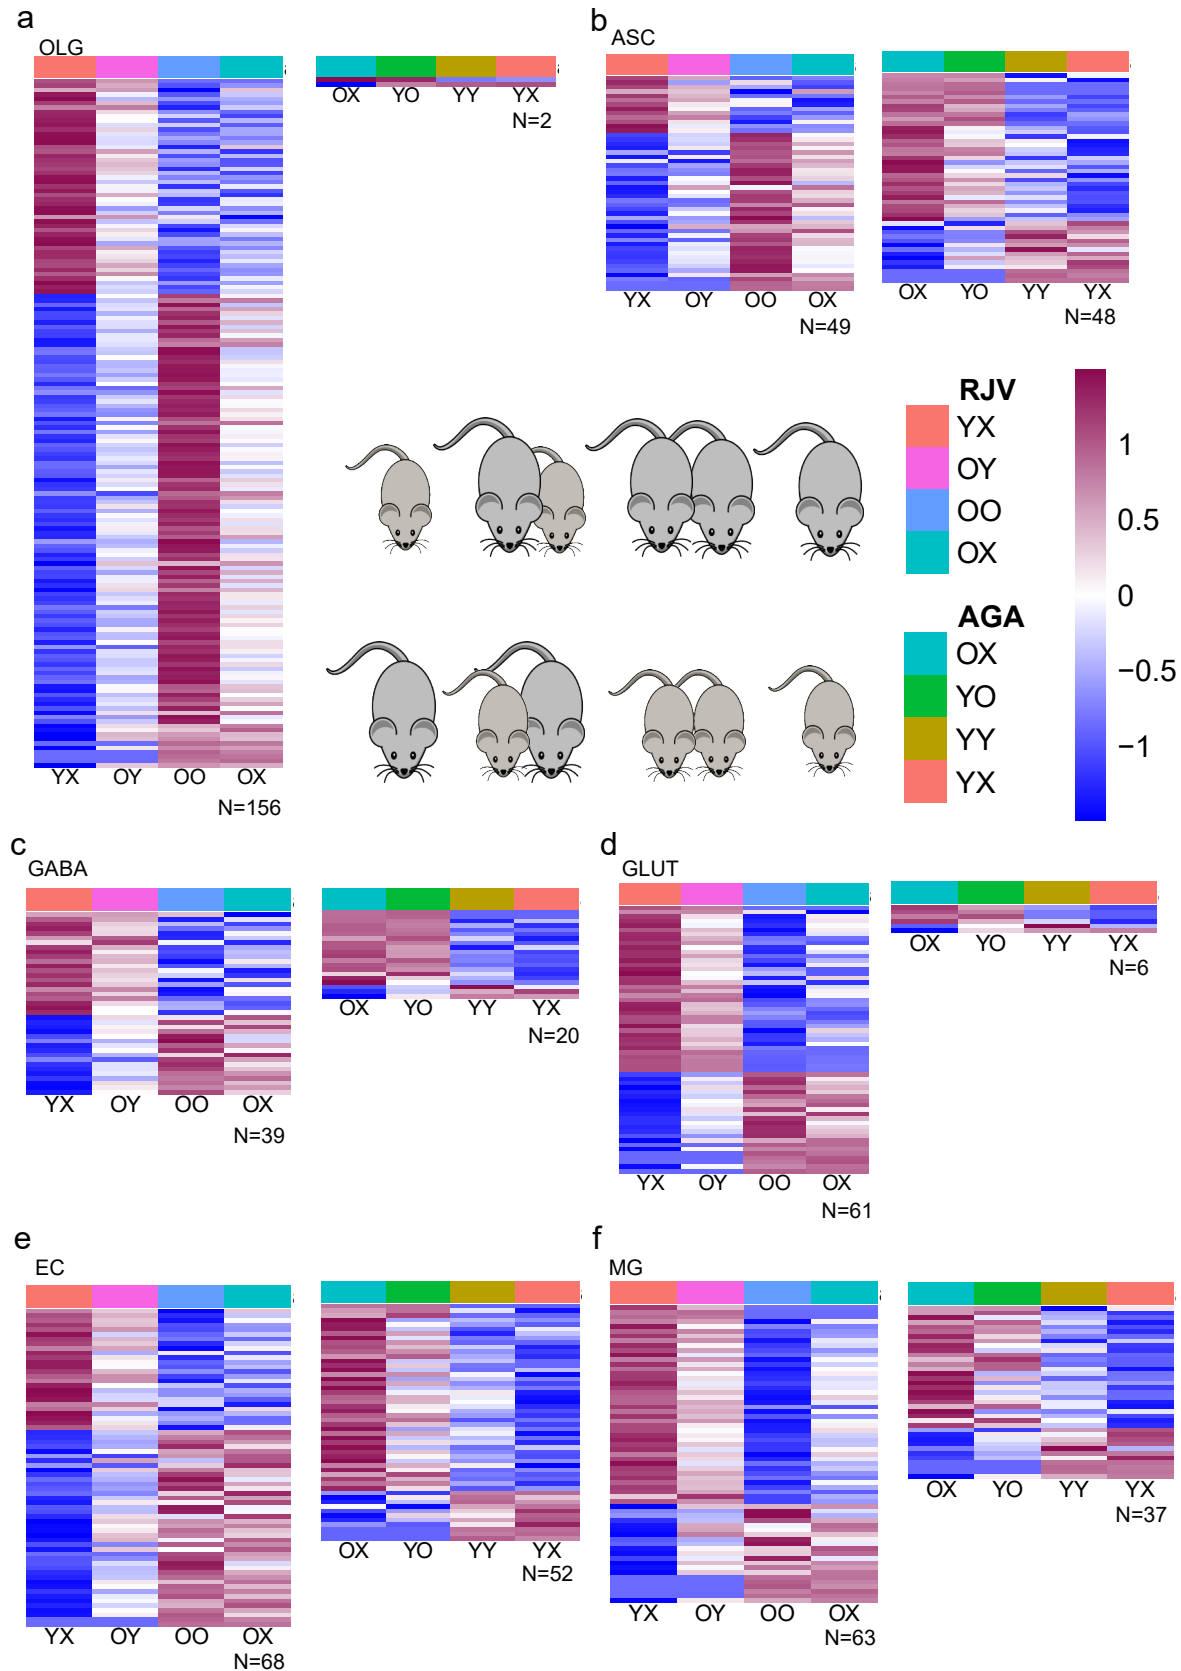 a
OLG
YX OY OO OX
N=156
OX YO YY YX
N=2
b
ASC
YX OY OO OX
N=49
OX YO YY YX
N=48
RJV
YX
OY
OO
OX
AGA
OX
YO
YY
YX
1
0.5
0
−0.5
−1
c
GABA
YX OY OO OX
N=39
OX YO YY YX
N=20
d
GLUT
YX OY OO OX
N=61
OX YO YY YX
N=6
e
EC
YX OY OO OX
N=68
OX YO YY YX
N=52
f
MG
YX OY OO OX
N=63
OX YO YY YX
N=37